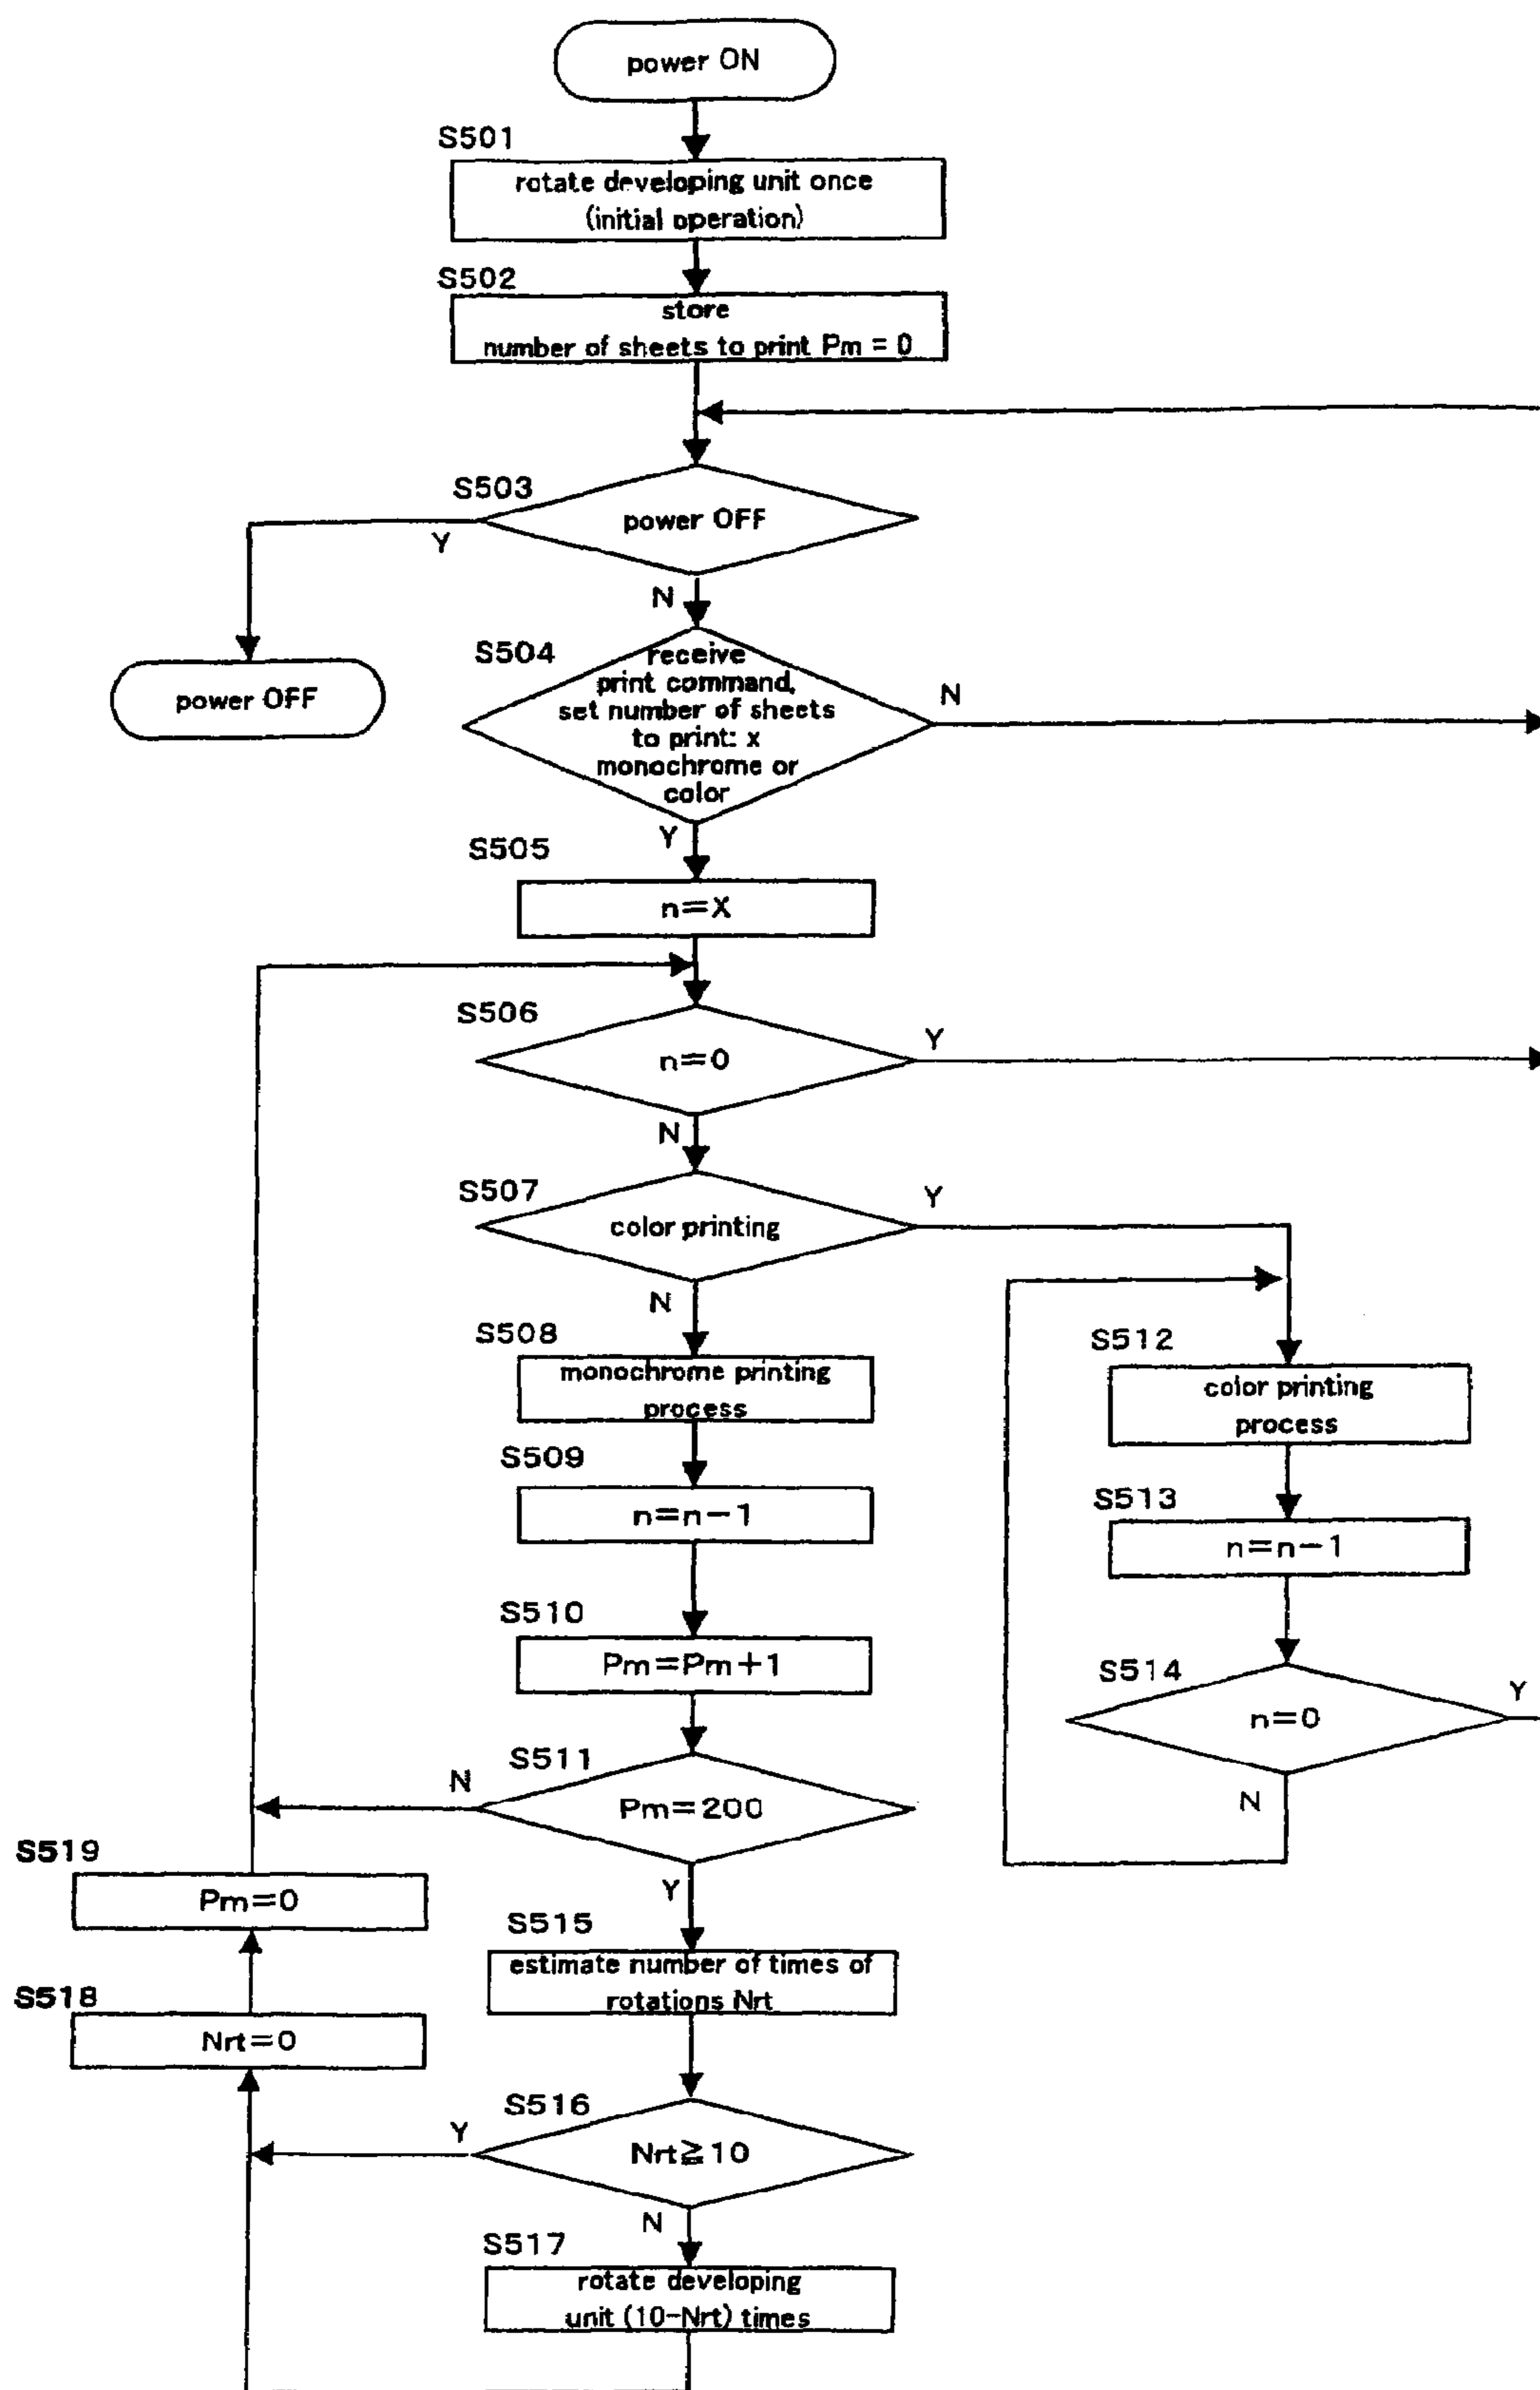 power ON
S501
rotate developing unit once
(initial operation)
S502
store
number of sheets to print Pm = 0
S503
power OFF
Y
N
power OFF
S504
receive
print command,
set number of sheets
to print: x
monochrome or
color
N
Y
S505
n=X
S506
n=0
Y
N
S507
color printing
Y
N
S508
monochrome printing
process
S509
n=n-1
S510
Pm=Pm+1
S511
Pm=200
N
Y
S512
color printing
process
S513
n=n-1
S514
n=0
Y
N
S515
estimate number of times of
rotations Nrt
S516
Nrt≧10
Y
N
S517
rotate developing
unit (10-Nrt) times
S518
Nrt=0
S519
Pm=0